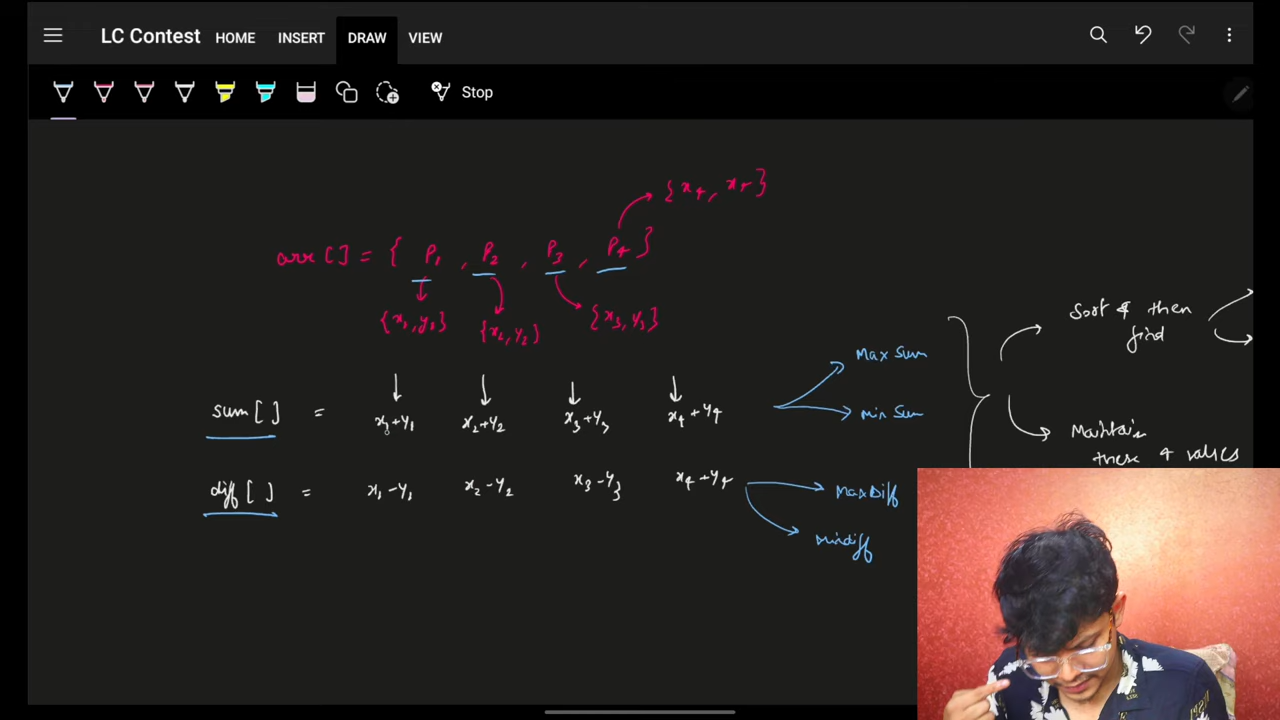 LC Contest HOME INSERT DRAW VIEW
Stop
{x4, x4}
arr[] = { P1, P2, P3, P4 }
{x1, y1} {x2, y2} {x3, y3}
Sort & then
find
Max Sum
sum[] = x1+y1 x2+y2 x3+y3 x4+y4
min Sum
Maintain
these 4 values
diff[] = x1-y1 x2-y2 x3-y3 x4+y4
MaxDiff
Mindiff